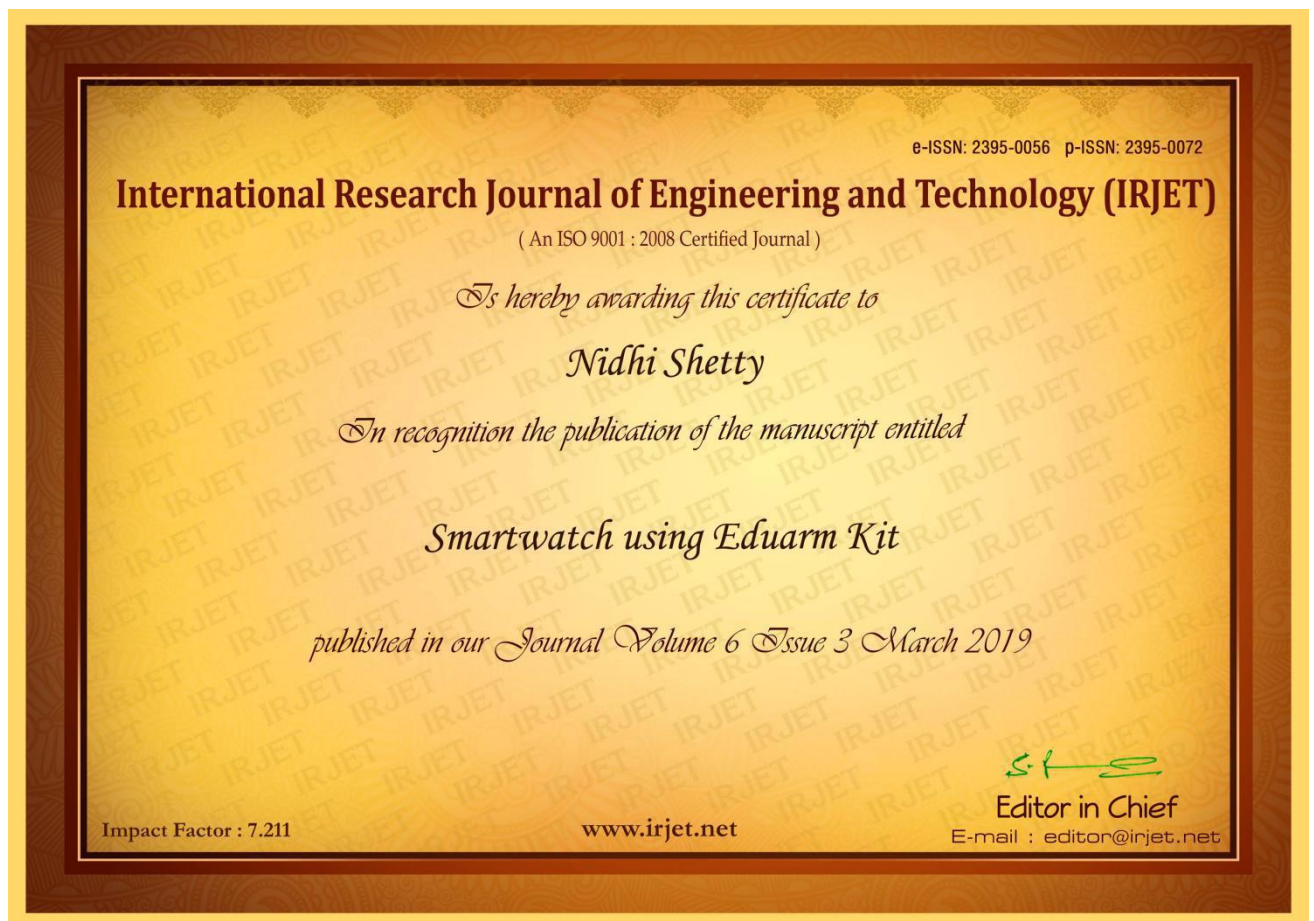 e-ISSN: 2395-0056 p-ISSN: 2395-0072
International Research Journal of Engineering and Technology (IRJET)
( An ISO 9001 : 2008 Certified Journal )
Is hereby awarding this certificate to
Nidhi Shetty
In recognition the publication of the manuscript entitled
Smartwatch using Eduarm Kit
published in our Journal Volume 6 Issue 3 March 2019
Editor in Chief
Impact Factor : 7.211
www.irjet.net
E-mail : editor@irjet.net